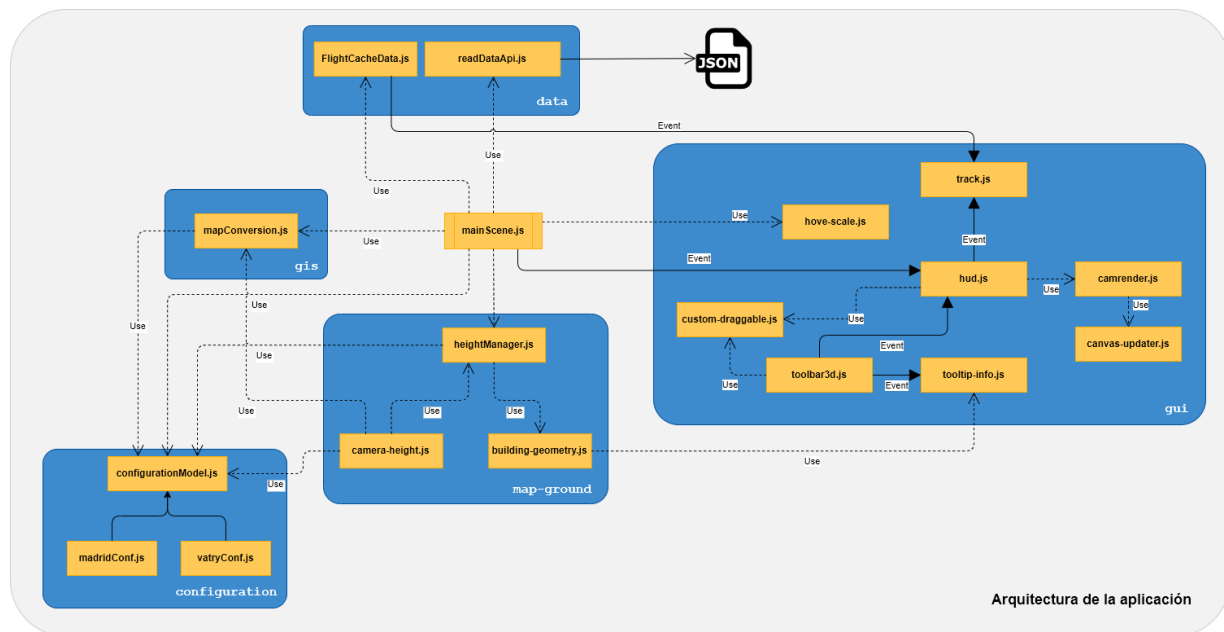 FlightCacheData.js
readDataApi.js
JSON
data
Event
Use
Use
track.js
mapConversion.js
Use
mainScene.js
Use
hove-scale.js
gis
Event
Event
hud.js
Use
camrender.js
Use
Use
Use
Use
custom-draggable.js
Use
canvas-updater.js
heightManager.js
Use
Event
toolbar3d.js
Use
Event
tooltip-info.js
gui
Use
Use
Use
camera-height.js
building-geometry.js
Use
configurationModel.js
Use
map-ground
madridConf.js
vatryConf.js
configuration
Arquitectura de la aplicación